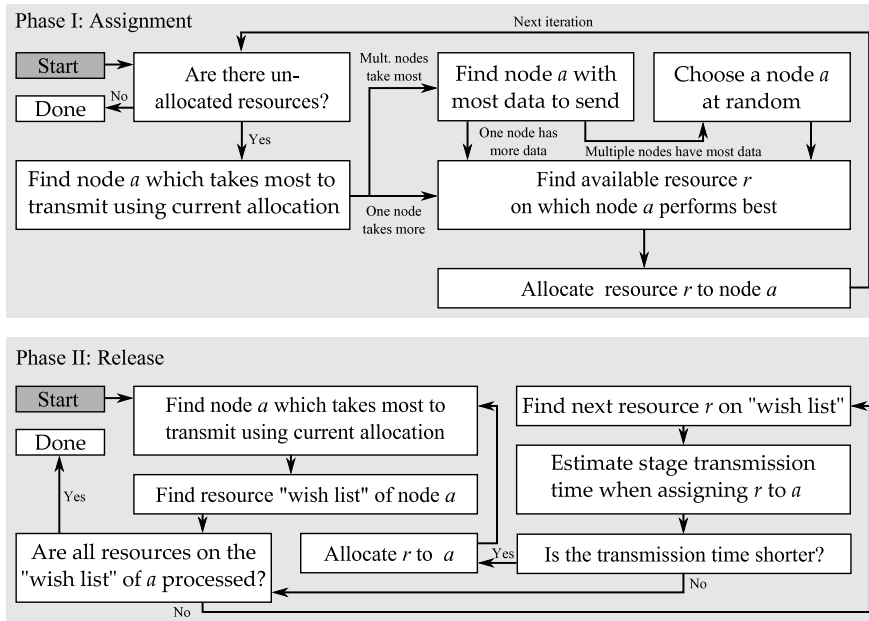 Phase I: Assignment
Next iteration
Start
Are there un-
allocated resources?
No
Done
Yes
Mult. nodes
take most
Find node a with
most data to send
Choose a node a
at random
One node has
more data
Multiple nodes have most data
Find node a which takes most to
transmit using current allocation
One node
takes more
Find available resource r
on which node a performs best
Allocate resource r to node a
Phase II: Release
Start
Find node a which takes most to
transmit using current allocation
Done
Yes
Find resource "wish list" of node a
Are all resources on the
"wish list" of a processed?
No
Allocate r to a
Yes
Find next resource r on "wish list"
Estimate stage transmission
time when assigning r to a
Is the transmission time shorter?
No